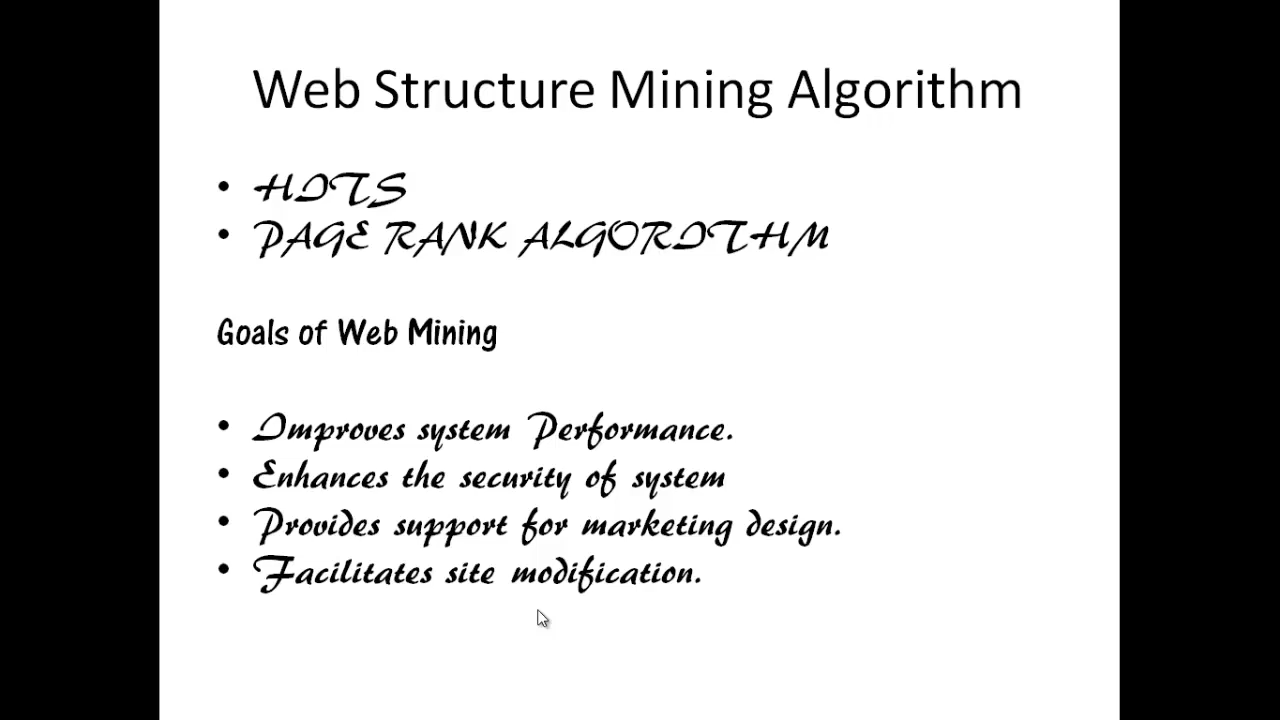 Web Structure Mining Algorithm
• HITS
• PAGE RANK ALGORITHM
Goals of Web Mining
• Improves system Performance.
• Enhances the security of system
• Provides support for marketing design.
• Facilitates site modification.